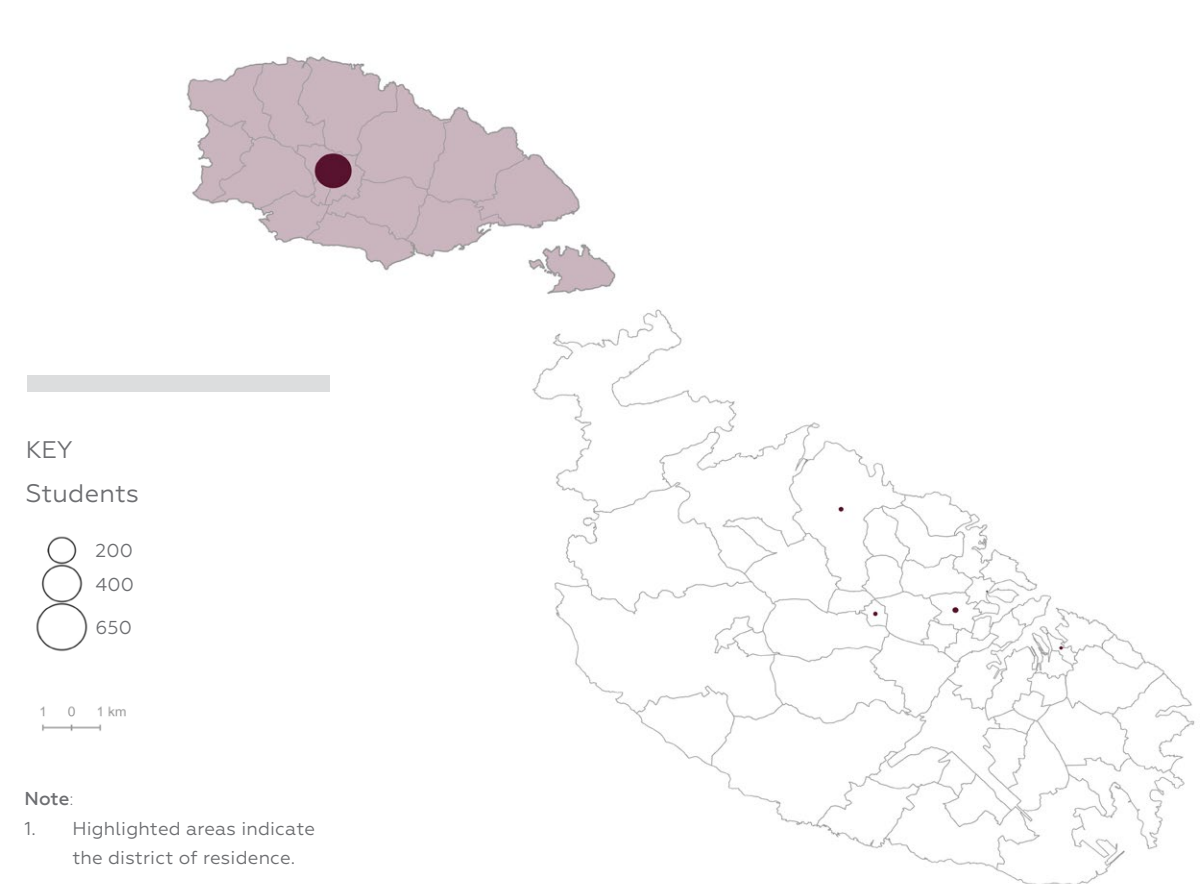 KEY
Students
200
400
650
1 0 1 km
Note:
1. Highlighted areas indicate
the district of residence.